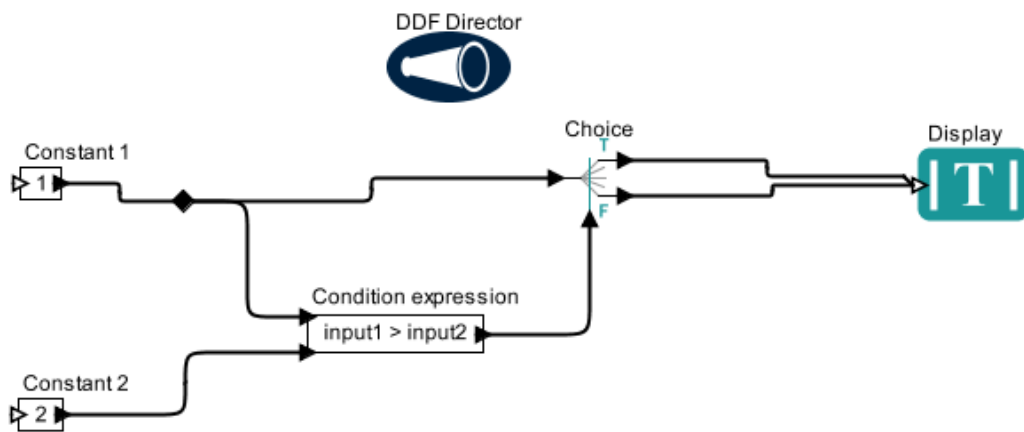 DDF Director
Choice
T
F
Display
T
Constant 1
1
Condition expression
input1 > input2
Constant 2
2